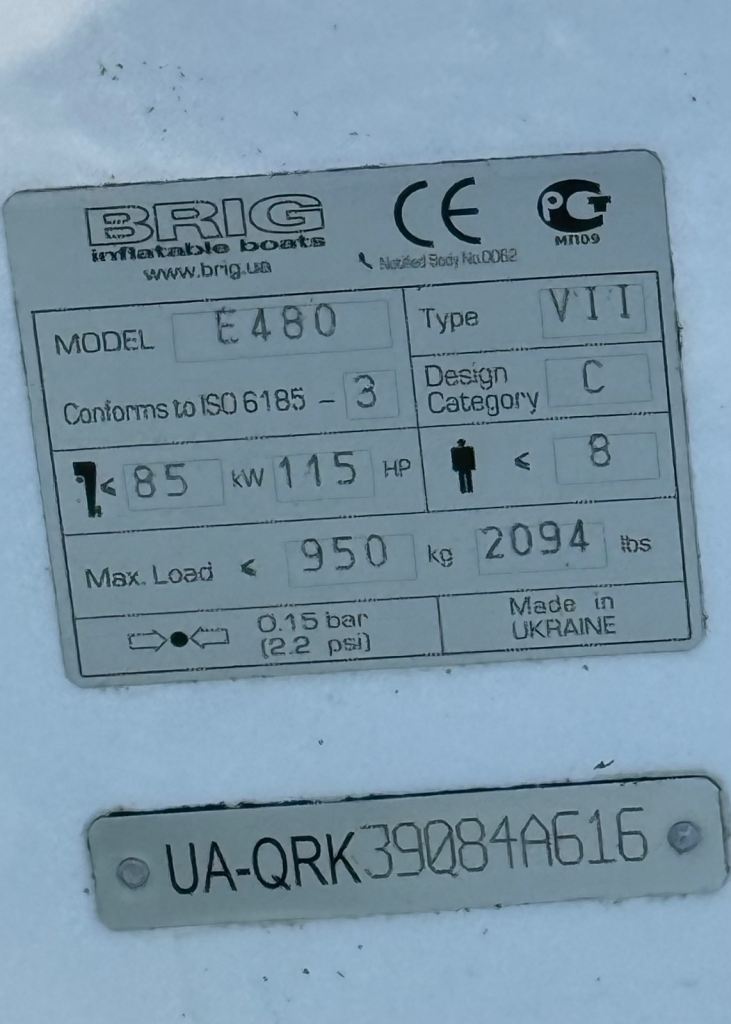 BRIG
inflatable boats
www.brig.ua
CE
Notified Body No.0062
РСТ
МП09
MODEL E480
Type VII
Conforms to ISO 6185 – 3
Design Category C
< 85 kW 115 HP
< 8
Max. Load < 950 kg 2094 lbs
0.15 bar
(2.2 psi)
Made in
UKRAINE
UA-QRK39084A616